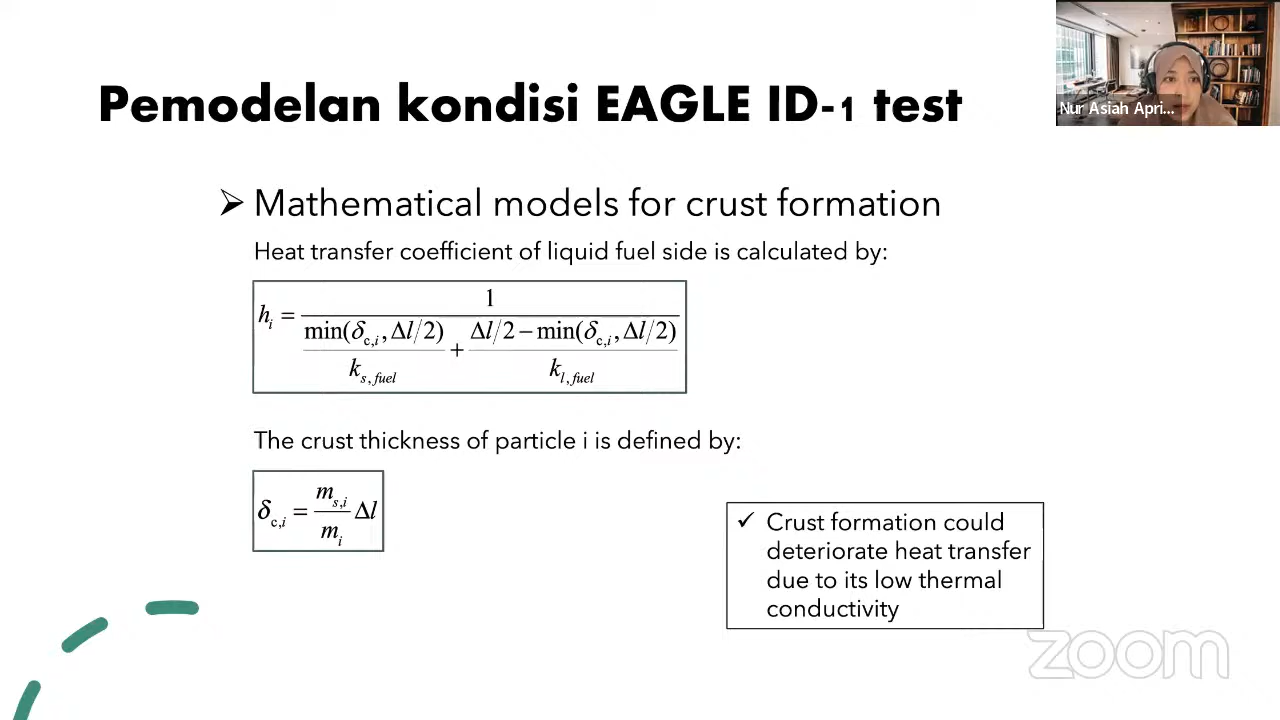 Pemodelan kondisi EAGLE ID-1 test
Nur Asiah Apri...
➢ Mathematical models for crust formation
Heat transfer coefficient of liquid fuel side is calculated by:
h_i = 1 / (min(δ_c,i, Δl/2) / k_s,fuel + (Δl/2 − min(δ_c,i, Δl/2)) / k_l,fuel)
The crust thickness of particle i is defined by:
δ_c,i = m_s,i / m_i Δl
✓ Crust formation could
deteriorate heat transfer
due to its low thermal
conductivity
zoom